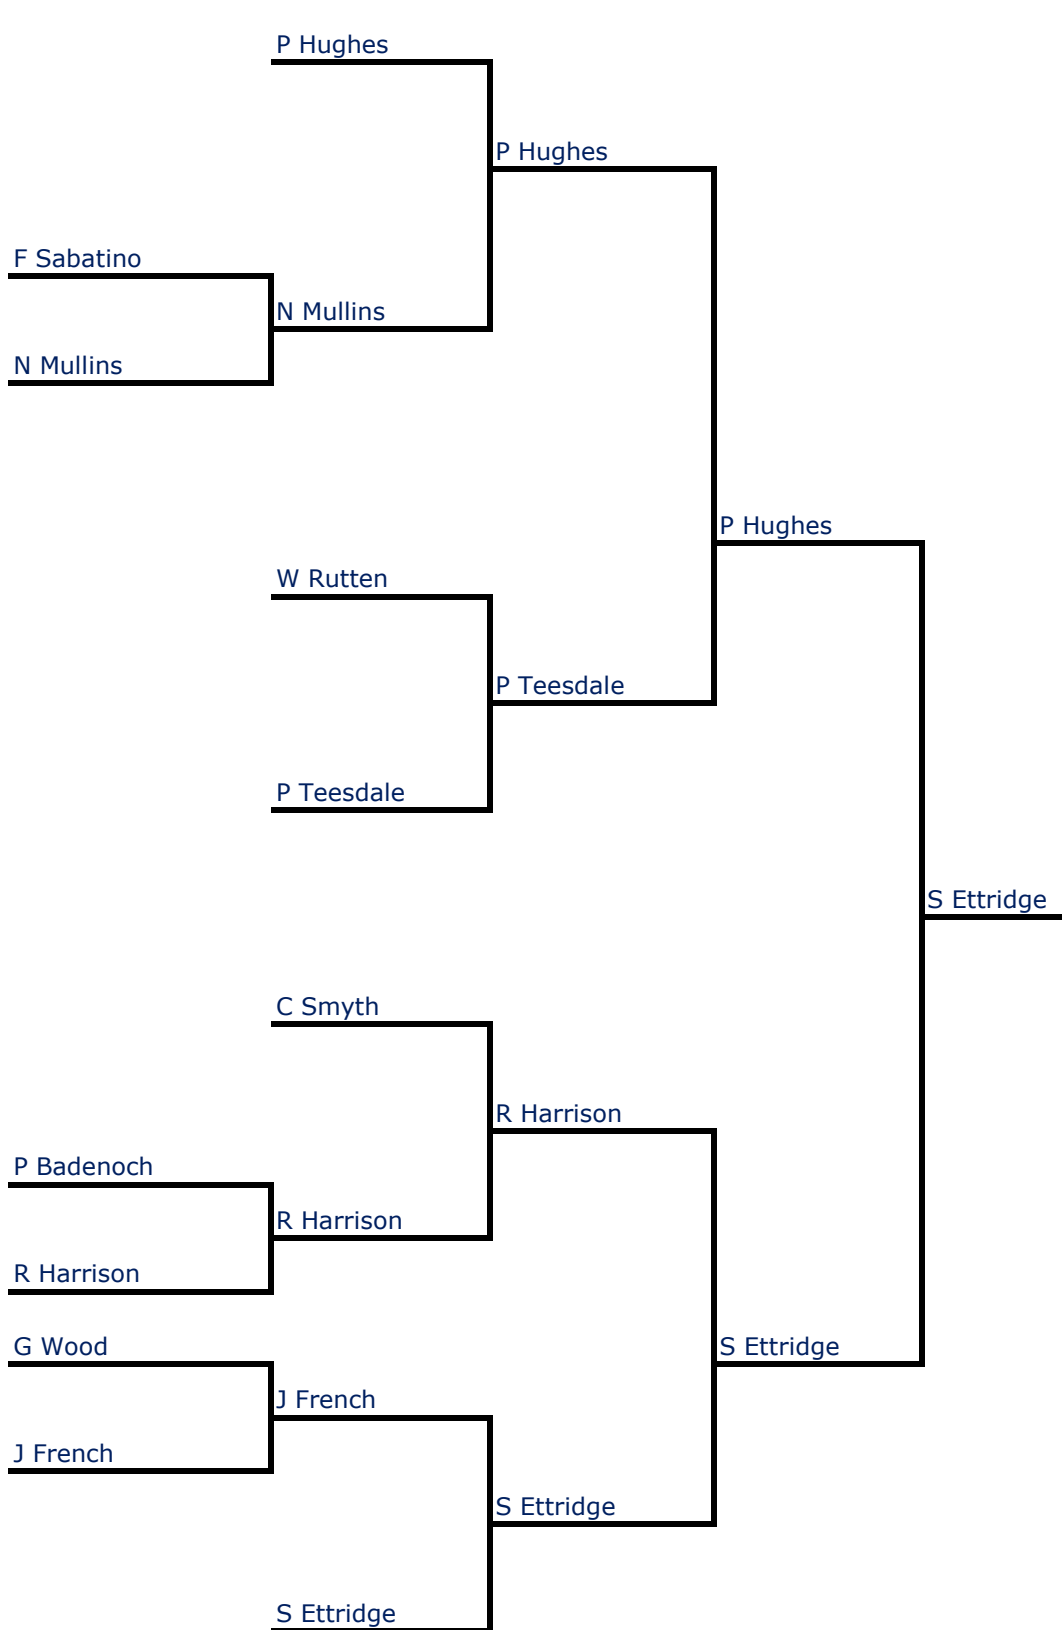 P Hughes
P Hughes
F Sabatino
N Mullins
N Mullins
P Hughes
W Rutten
P Teesdale
P Teesdale
S Ettridge
C Smyth
R Harrison
P Badenoch
R Harrison
R Harrison
G Wood
S Ettridge
J French
J French
S Ettridge
S Ettridge